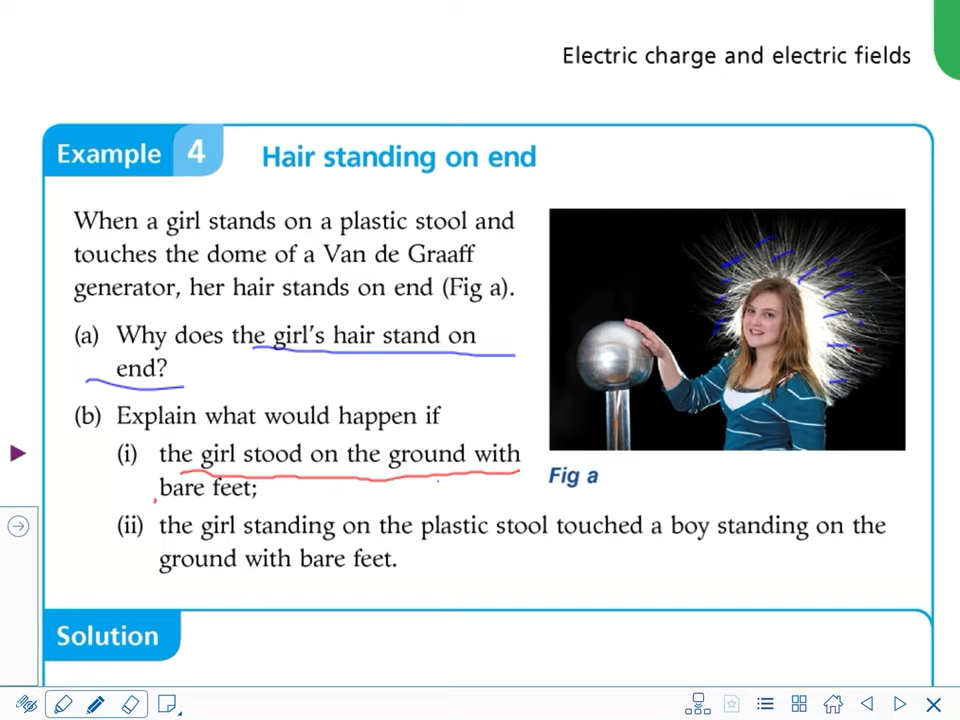 Electric charge and electric fields
Example 4 Hair standing on end
When a girl stands on a plastic stool and
touches the dome of a Van de Graaff
generator, her hair stands on end (Fig a).
(a) Why does the girl's hair stand on
end?
(b) Explain what would happen if
(i) the girl stood on the ground with
bare feet;
Fig a
(ii) the girl standing on the plastic stool touched a boy standing on the
ground with bare feet.
Solution